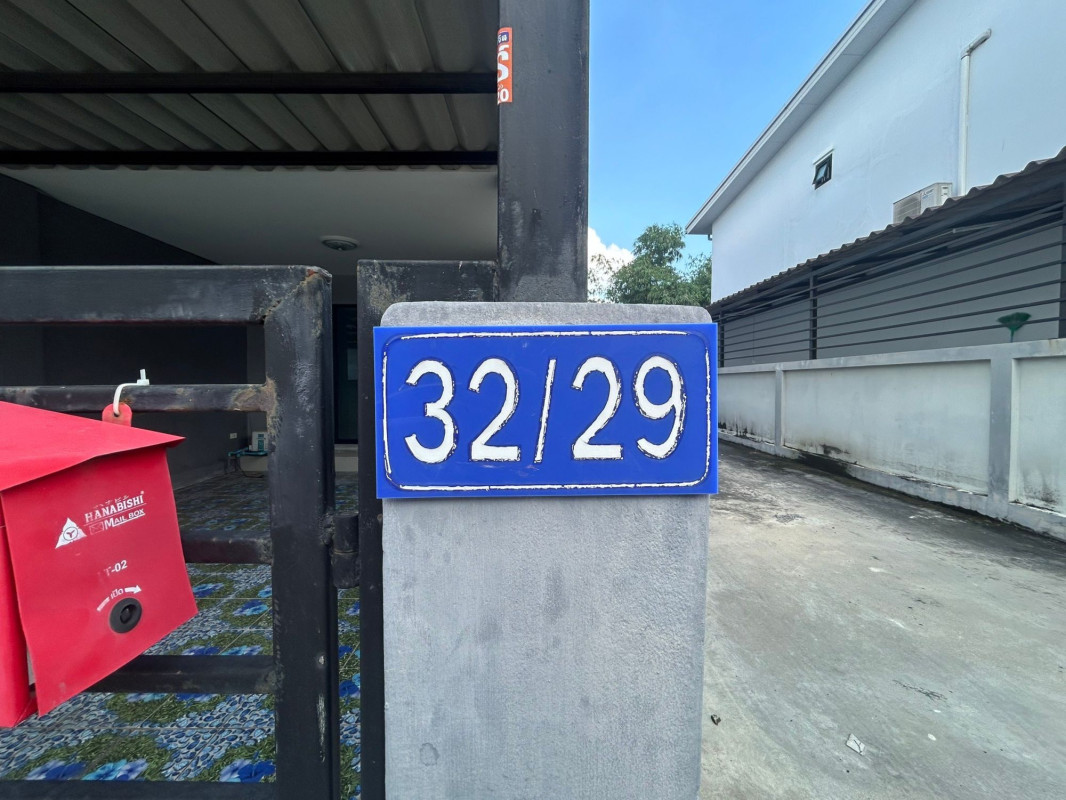 32/29
HANABISHI®
MAIL BOX
T-02
เปิด